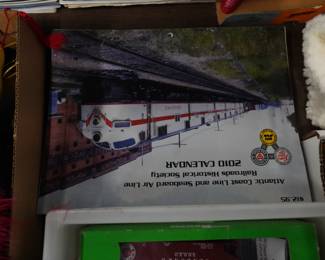 Atlantic Coast Line and Seaboard Air Line
Railroads Historical Society
2010 CALENDAR
$12.95